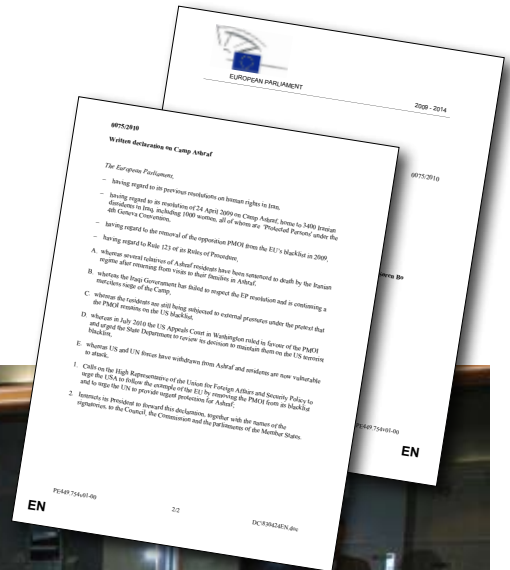 EUROPEAN PARLIAMENT
2009 - 2014
0075/2010
PE449.754v01-00
EN
0075/2010
Written declaration on Camp Ashraf
The European Parliament,
– having regard to its previous resolutions on human rights in Iraq,
– having regard to its resolution of 24 April 2009 on Camp Ashraf, home to 3400 Iranian
dissidents in Iraq, including 1000 women, all of whom are 'Protected Persons' under the
4th Geneva Convention,
– having regard to the removal of the opposition PMOI from the EU's blacklist in 2009,
– having regard to Rule 123 of its Rules of Procedure,
A. whereas several relatives of Ashraf residents have been sentenced to death by the Iranian
regime after returning from visits to their families in Ashraf,
B. whereas the Iraqi Government has failed to respect the EP resolution and is continuing a
merciless siege of the Camp,
C. whereas the residents are still being subjected to external pressures under the pretext that
the PMOI remains on the US blacklist,
D. whereas in July 2010 the US Appeals Court in Washington ruled in favour of the PMOI
and urged the State Department to review its decision to maintain them on the US terrorist
blacklist,
E. whereas US and UN forces have withdrawn from Ashraf and residents are now vulnerable
to attack,
1. Calls on the High Representative of the Union for Foreign Affairs and Security Policy to
urge the USA to follow the example of the EU by removing the PMOI from its blacklist
and to urge the UN to provide urgent protection for Ashraf;
2. Instructs its President to forward this declaration, together with the names of the
signatories, to the Council, the Commission and the parliaments of the Member States.
PE449.754v01-00
2/2
DC\830424EN.doc
EN